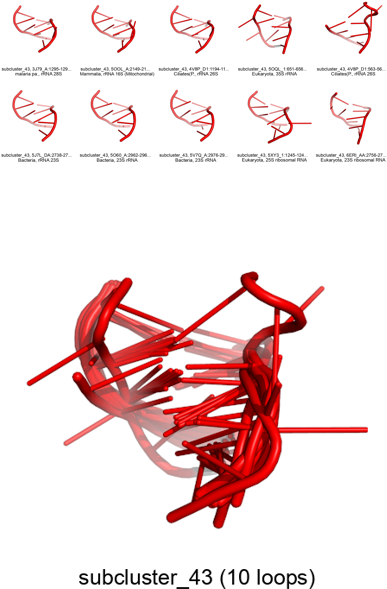 subcluster_43, 3J79_A:1285-129...
malaria pa., rRNA 28S
subcluster_43, 5OOL_A:2149-21...
Mammalia, rRNA 16S (Mitochondrial)
subcluster_43, 4V8P_D1:1194-11...
Ciliates(P., rRNA 26S
subcluster_43, 5OQL_1:651-656...
Eukaryota, 35S rRNA
subcluster_43, 4V8P_D1:563-56...
Ciliates(P., rRNA 26S
subcluster_43, 5J7L_DA:2739-27...
Bacteria, rRNA 23S
subcluster_43, 5O60_A:2962-296...
Bacteria, 23S rRNA
subcluster_43, 5V7Q_A:2978-29...
Bacteria, 23S rRNA
subcluster_43, 5XY3_1:1245-124...
Eukaryota, 25S ribosomal RNA
subcluster_43, 6ERI_AA:2756-27...
Eukaryota, 23S ribosomal RNA
subcluster_43 (10 loops)